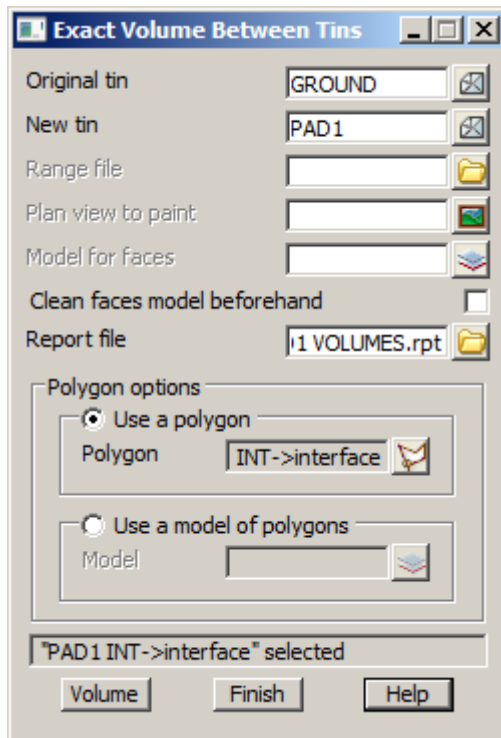 Exact Volume Between Tins
Original tin GROUND
New tin PAD1
Range file
Plan view to paint
Model for faces
Clean faces model beforehand
Report file 1 VOLUMES.rpt
Polygon options
Use a polygon
Polygon INT->interface
Use a model of polygons
Model
"PAD1 INT->interface" selected
Volume Finish Help